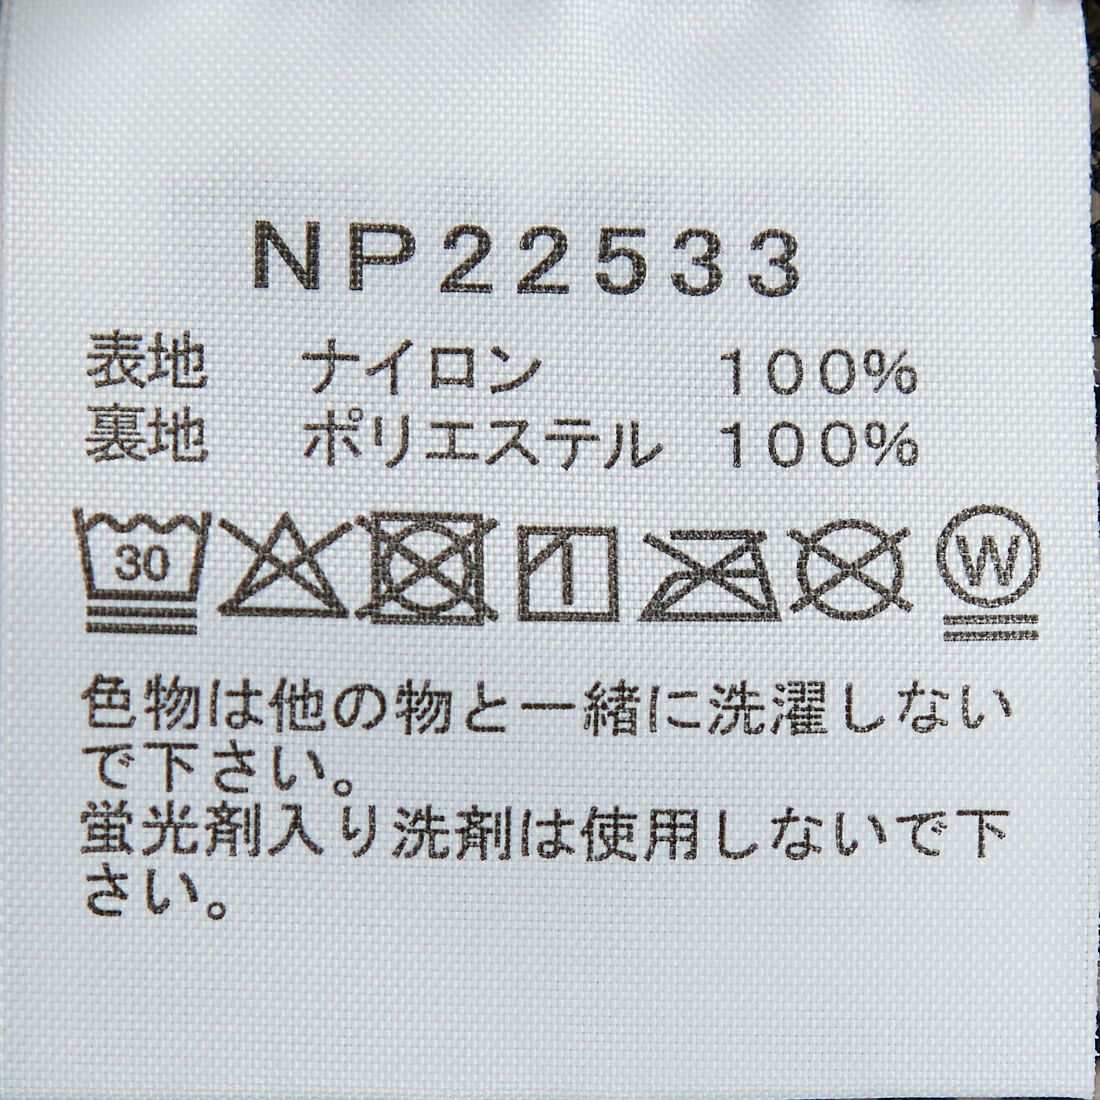 NP22533
表地 ナイロン 100%
裏地 ポリエステル 100%
30 W
色物は他の物と一緒に洗濯しない
で下さい。
蛍光剤入り洗剤は使用しないで下
さい。